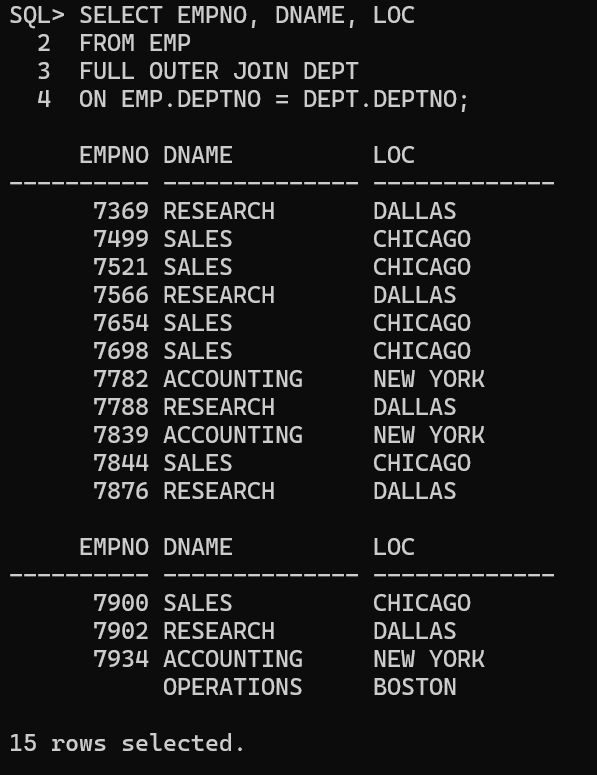 SQL> SELECT EMPNO, DNAME, LOC
  2  FROM EMP
  3  FULL OUTER JOIN DEPT
  4  ON EMP.DEPTNO = DEPT.DEPTNO;

     EMPNO DNAME          LOC
---------- -------------- -------------
      7369 RESEARCH       DALLAS
      7499 SALES          CHICAGO
      7521 SALES          CHICAGO
      7566 RESEARCH       DALLAS
      7654 SALES          CHICAGO
      7698 SALES          CHICAGO
      7782 ACCOUNTING     NEW YORK
      7788 RESEARCH       DALLAS
      7839 ACCOUNTING     NEW YORK
      7844 SALES          CHICAGO
      7876 RESEARCH       DALLAS

     EMPNO DNAME          LOC
---------- -------------- -------------
      7900 SALES          CHICAGO
      7902 RESEARCH       DALLAS
      7934 ACCOUNTING     NEW YORK
           OPERATIONS     BOSTON

15 rows selected.